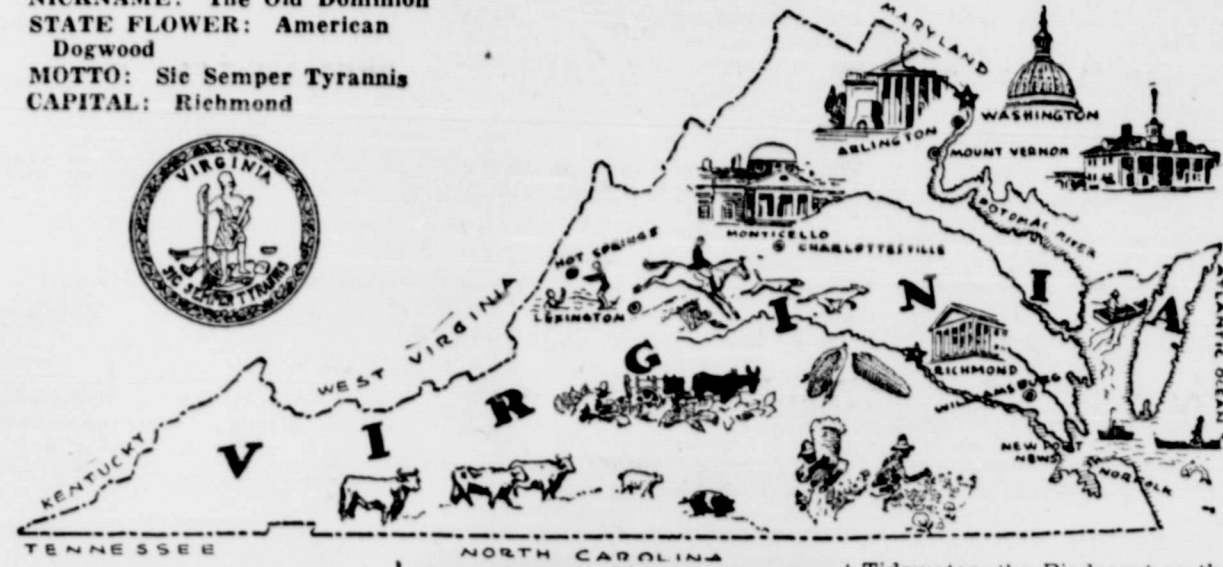 NICKNAME: The Old Dominion
STATE FLOWER: American
Dogwood
MOTTO: Sic Semper Tyrannis
CAPITAL: Richmond
VIRGINIA
SIC SEMPER TYRANNIS
MARYLAND
WASHINGTON
ARLINGTON
MOUNT VERNON
POTOMAC RIVER
MONTICELLO
CHARLOTTESVILLE
HOT SPRINGS
LEXINGTON
WEST VIRGINIA
KENTUCKY
VIRGINIA
RICHMOND
WILLIAMSBURG
NEWPORT
NEWS
NORFOLK
ATLANTIC OCEAN
TENNESSEE
NORTH CAROLINA